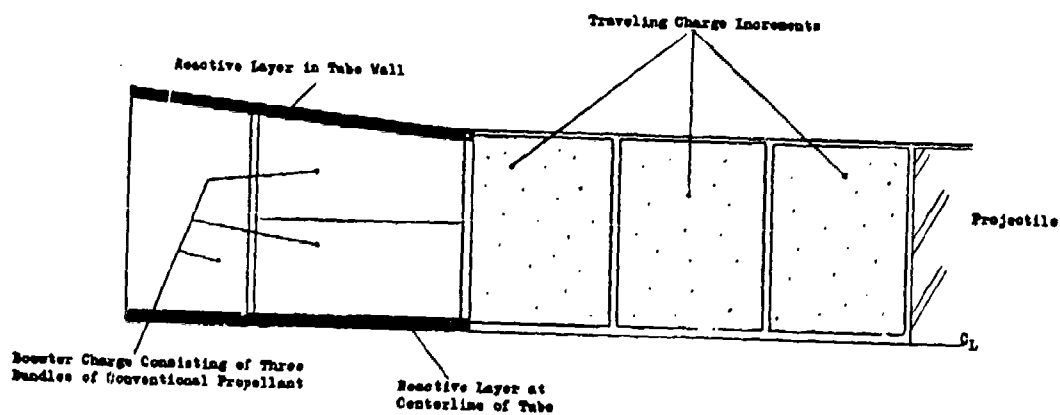 Traveling Charge Increments
Reactive Layer in Tube Wall
Projectile
CL
Booster Charge Consisting of Three
Bundles of Conventional Propellant
Reactive Layer at
Centerline of Tube